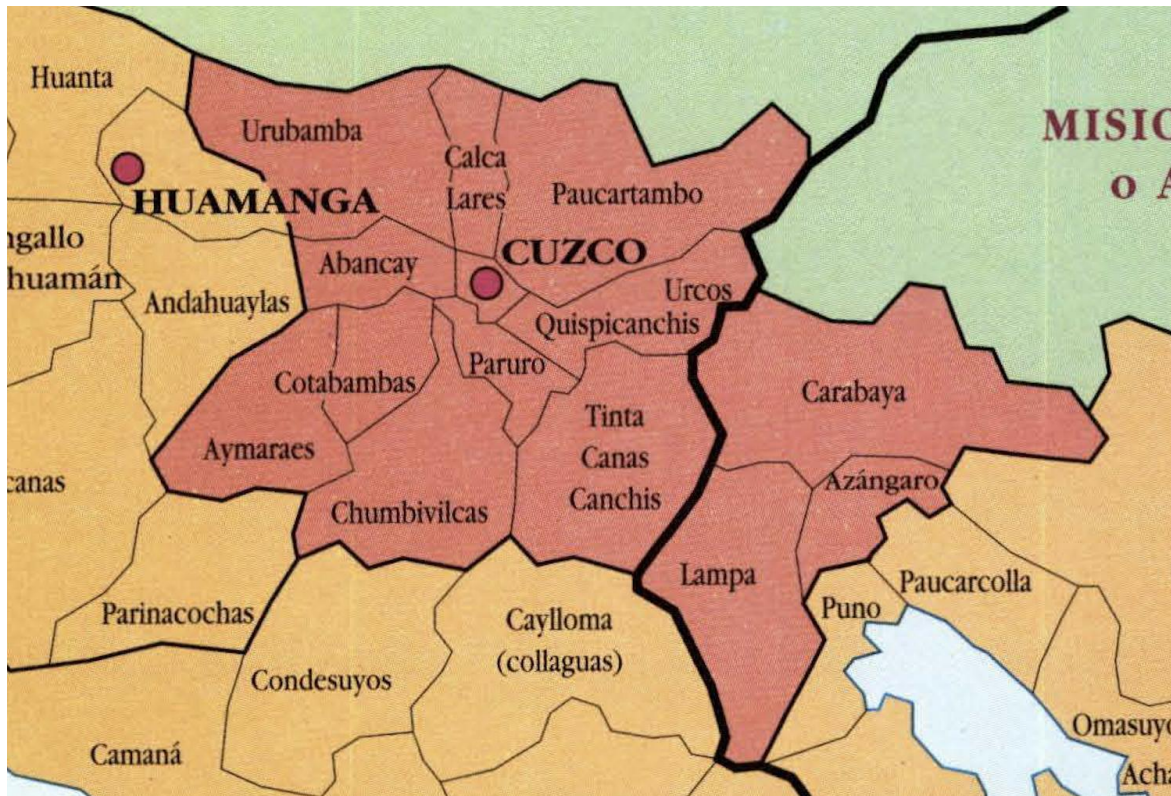 Huanta
Urubamba
Calca
Lares
Paucartambo
MISIO
o A
HUAMANGA
CUZCO
ngallo
huamán
Andahuaylas
Abancay
Urcos
Quispicanchis
Paruro
Cotabambas
Tinta
Canas
Canchis
Carabaya
Aymaraes
canas
Chumbivilcas
Azángaro
Lampa
Puno
Paucarcolla
Parinacochas
Caylloma
(collaguas)
Condesuyos
Camaná
Omasuyo
Acha